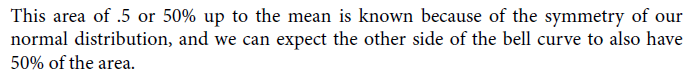 This area of .5 or 50% up to the mean is known because of the symmetry of our
normal distribution, and we can expect the other side of the bell curve to also have
50% of the area.